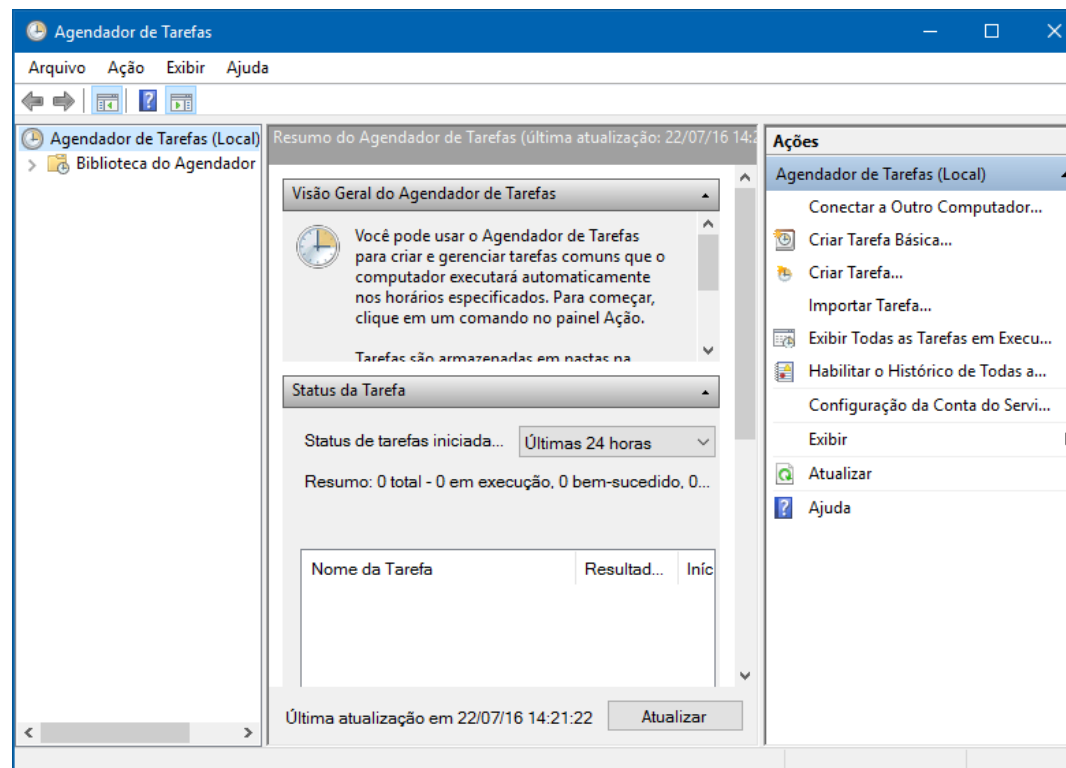 Agendador de Tarefas
Arquivo Ação Exibir Ajuda
Agendador de Tarefas (Local)
Biblioteca do Agendador
Resumo do Agendador de Tarefas (última atualização: 22/07/16 14:2
Visão Geral do Agendador de Tarefas
Você pode usar o Agendador de Tarefas
para criar e gerenciar tarefas comuns que o
computador executará automaticamente
nos horários especificados. Para começar,
clique em um comando no painel Ação.
Tarefas são armazenadas em pastas na
Status da Tarefa
Status de tarefas iniciada... Últimas 24 horas
Resumo: 0 total - 0 em execução, 0 bem-sucedido, 0...
Nome da Tarefa Resultad... Iníc
Última atualização em 22/07/16 14:21:22 Atualizar
Ações
Agendador de Tarefas (Local)
Conectar a Outro Computador...
Criar Tarefa Básica...
Criar Tarefa...
Importar Tarefa...
Exibir Todas as Tarefas em Execu...
Habilitar o Histórico de Todas a...
Configuração da Conta do Servi...
Exibir
Atualizar
Ajuda